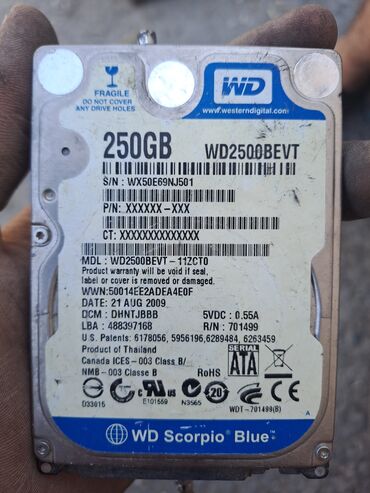 FRAGILE
DO NOT COVER
ANY DRIVE HOLES
WD
www.westerndigital.com
250GB
WD2500BEVT
S/N : WX50E69NJ501
P/N: XXXXXX-XXX
CT: XXXXXXXXXXXXXX
MDL : WD2500BEVT-11ZCT0
Product warranty will be void if seal,
label or cover is removed or damaged.
WWN:50014EE2ADEA4E0F
DATE: 21 AUG 2009
DCM : DHNTJBBB
5VDC : 0.55A
LBA : 488397168
R/N : 701499
U.S. Patents: 6178056, 5956196,6289484, 6263459
Product of Thailand
Canada ICES-003 Class B/
NMB-003 Classe B
RoHS
SERIAL
ATA
D33015
E101559
N3565
20
WDT-701499(B)
A
WD Scorpio® Blue™